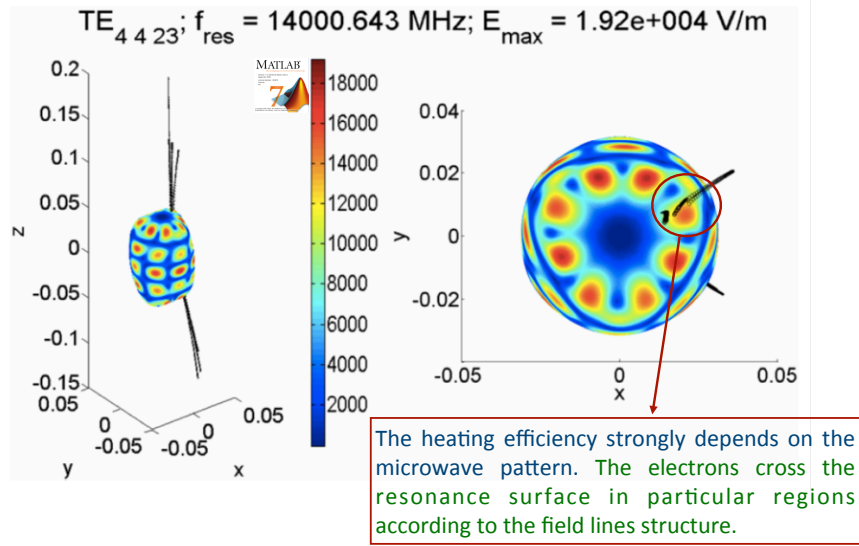 TE4 4 23; fres = 14000.643 MHz; Emax = 1.92e+004 V/m
MATLAB
7
0.2
0.15
0.1
0.05
0
-0.05
-0.1
-0.15
z
0.05
0
-0.05
y
-0.05
0
0.05
x
18000
16000
14000
12000
10000
8000
6000
4000
2000
0.04
0.02
0
-0.02
y
-0.05
0
0.05
x
The heating efficiency strongly depends on the
microwave pattern. The electrons cross the
resonance surface in particular regions
according to the field lines structure.